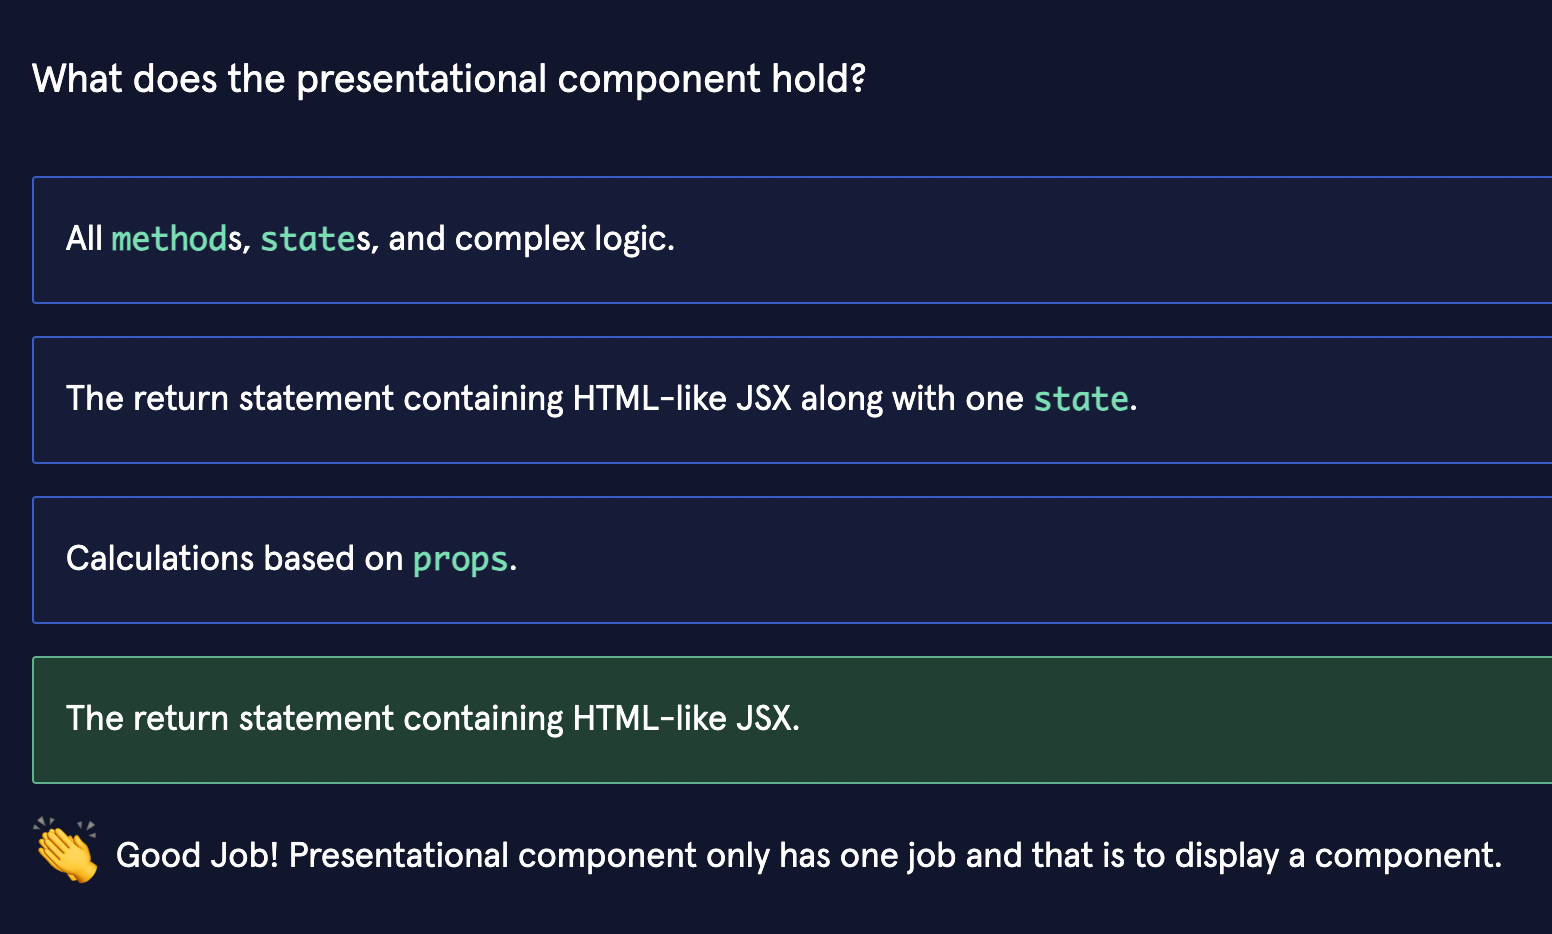 What does the presentational component hold?
All methods, states, and complex logic.
The return statement containing HTML-like JSX along with one state.
Calculations based on props.
The return statement containing HTML-like JSX.
Good Job! Presentational component only has one job and that is to display a component.